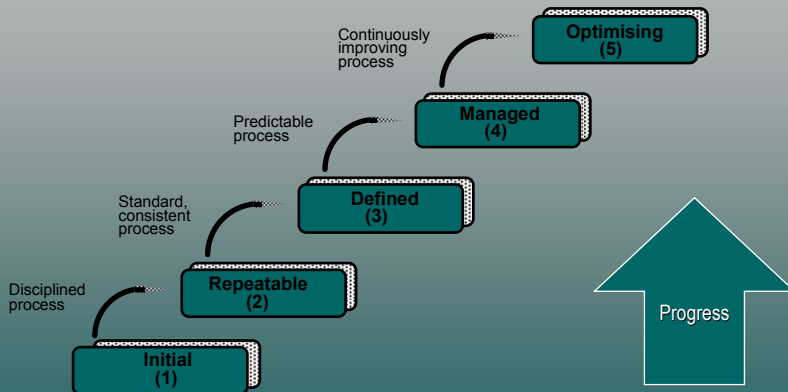 Continuously
improving
process
Optimising
(5)
Predictable
process
Managed
(4)
Standard,
consistent
process
Defined
(3)
Disciplined
process
Repeatable
(2)
Initial
(1)
Progress